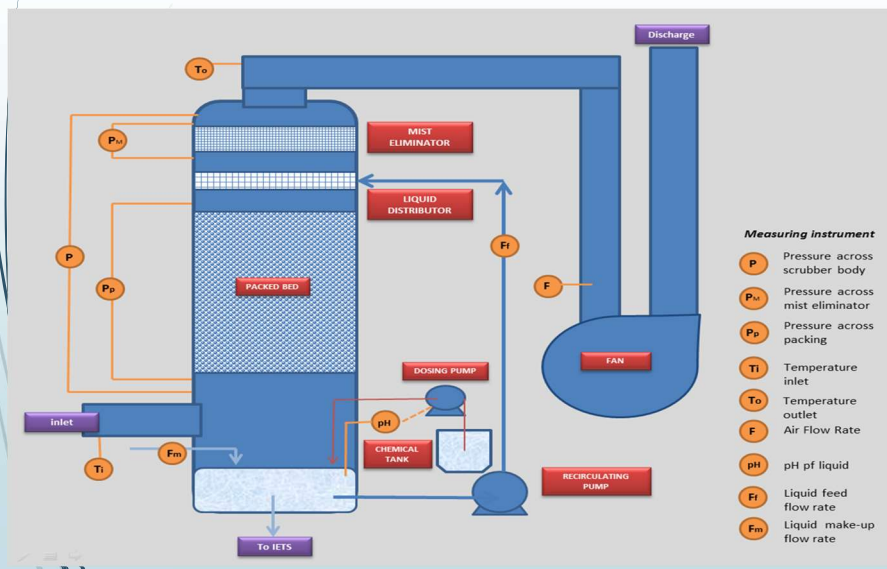 Discharge
To
MIST
ELIMINATOR
PM
LIQUID
DISTRIBUTOR
Ff
Measuring instrument
P Pressure across
scrubber body
PM Pressure across
mist eliminator
Pp Pressure across
packing
Ti Temperature
inlet
To Temperature
outlet
F Air Flow Rate
pH pH pf liquid
Ff Liquid feed
flow rate
Fm Liquid make-up
flow rate
P
Pp
PACKED BED
F
FAN
DOSING PUMP
inlet
pH
CHEMICAL
TANK
Fm
Ti
RECIRCULATING
PUMP
To IETS